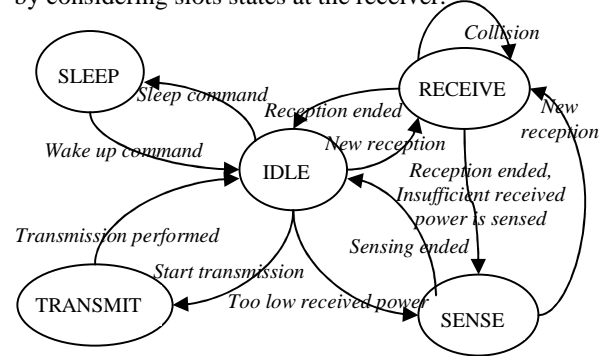 by considering slots states at the receiver.
Collision
SLEEP
RECEIVE
Sleep command
Reception ended
New
reception
Wake up command
New reception
IDLE
Reception ended,
Insufficient received
power is sensed
Transmission performed
Sensing ended
Start transmission
Too low received power
TRANSMIT
SENSE